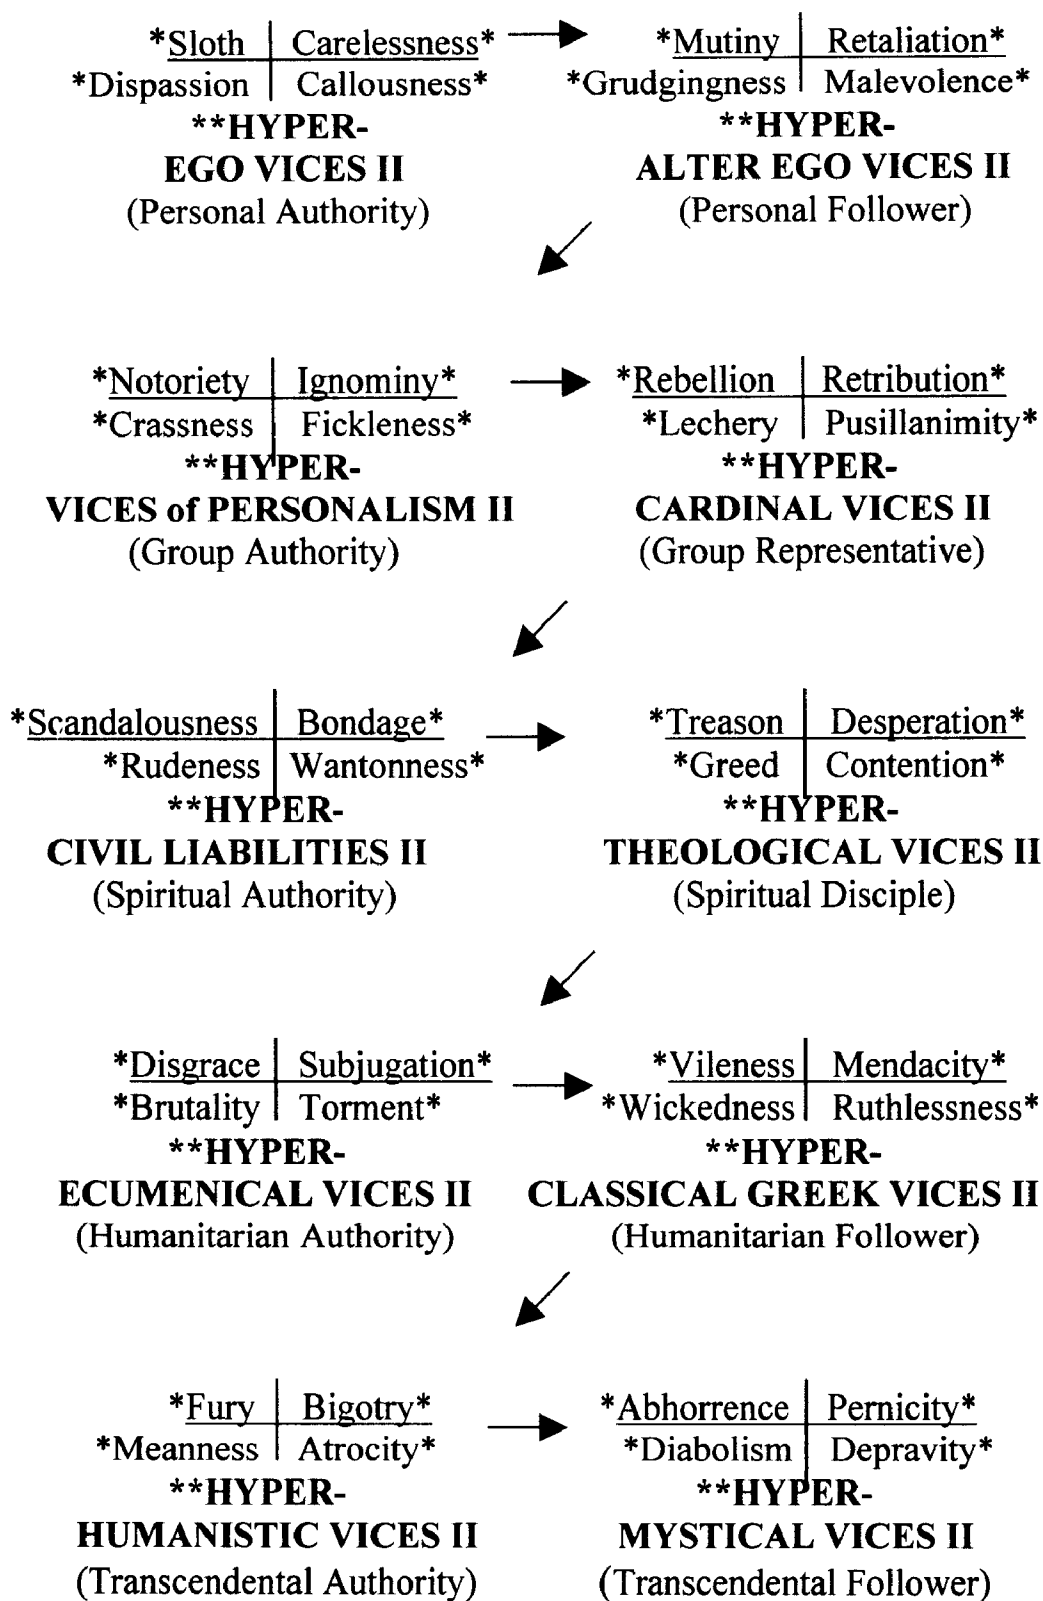 *Sloth Carelessness*
*Dispassion Callousness*
**HYPER-
EGO VICES II
(Personal Authority)
*Mutiny Retaliation*
*Grudgingness Malevolence*
**HYPER-
ALTER EGO VICES II
(Personal Follower)
*Notoriety Ignominy*
*Crassness Fickleness*
**HYPER-
VICES of PERSONALISM II
(Group Authority)
*Rebellion Retribution*
*Lechery Pusillanimity*
**HYPER-
CARDINAL VICES II
(Group Representative)
*Scandalousness Bondage*
*Rudeness Wantonness*
**HYPER-
CIVIL LIABILITIES II
(Spiritual Authority)
*Treason Desperation*
*Greed Contention*
**HYPER-
THEOLOGICAL VICES II
(Spiritual Disciple)
*Disgrace Subjugation*
*Brutality Torment*
**HYPER-
ECUMENICAL VICES II
(Humanitarian Authority)
*Vileness Mendacity*
*Wickedness Ruthlessness*
**HYPER-
CLASSICAL GREEK VICES II
(Humanitarian Follower)
*Fury Bigotry*
*Meanness Atrocity*
**HYPER-
HUMANISTIC VICES II
(Transcendental Authority)
*Abhorrence Pernicity*
*Diabolism Depravity*
**HYPER-
MYSTICAL VICES II
(Transcendental Follower)